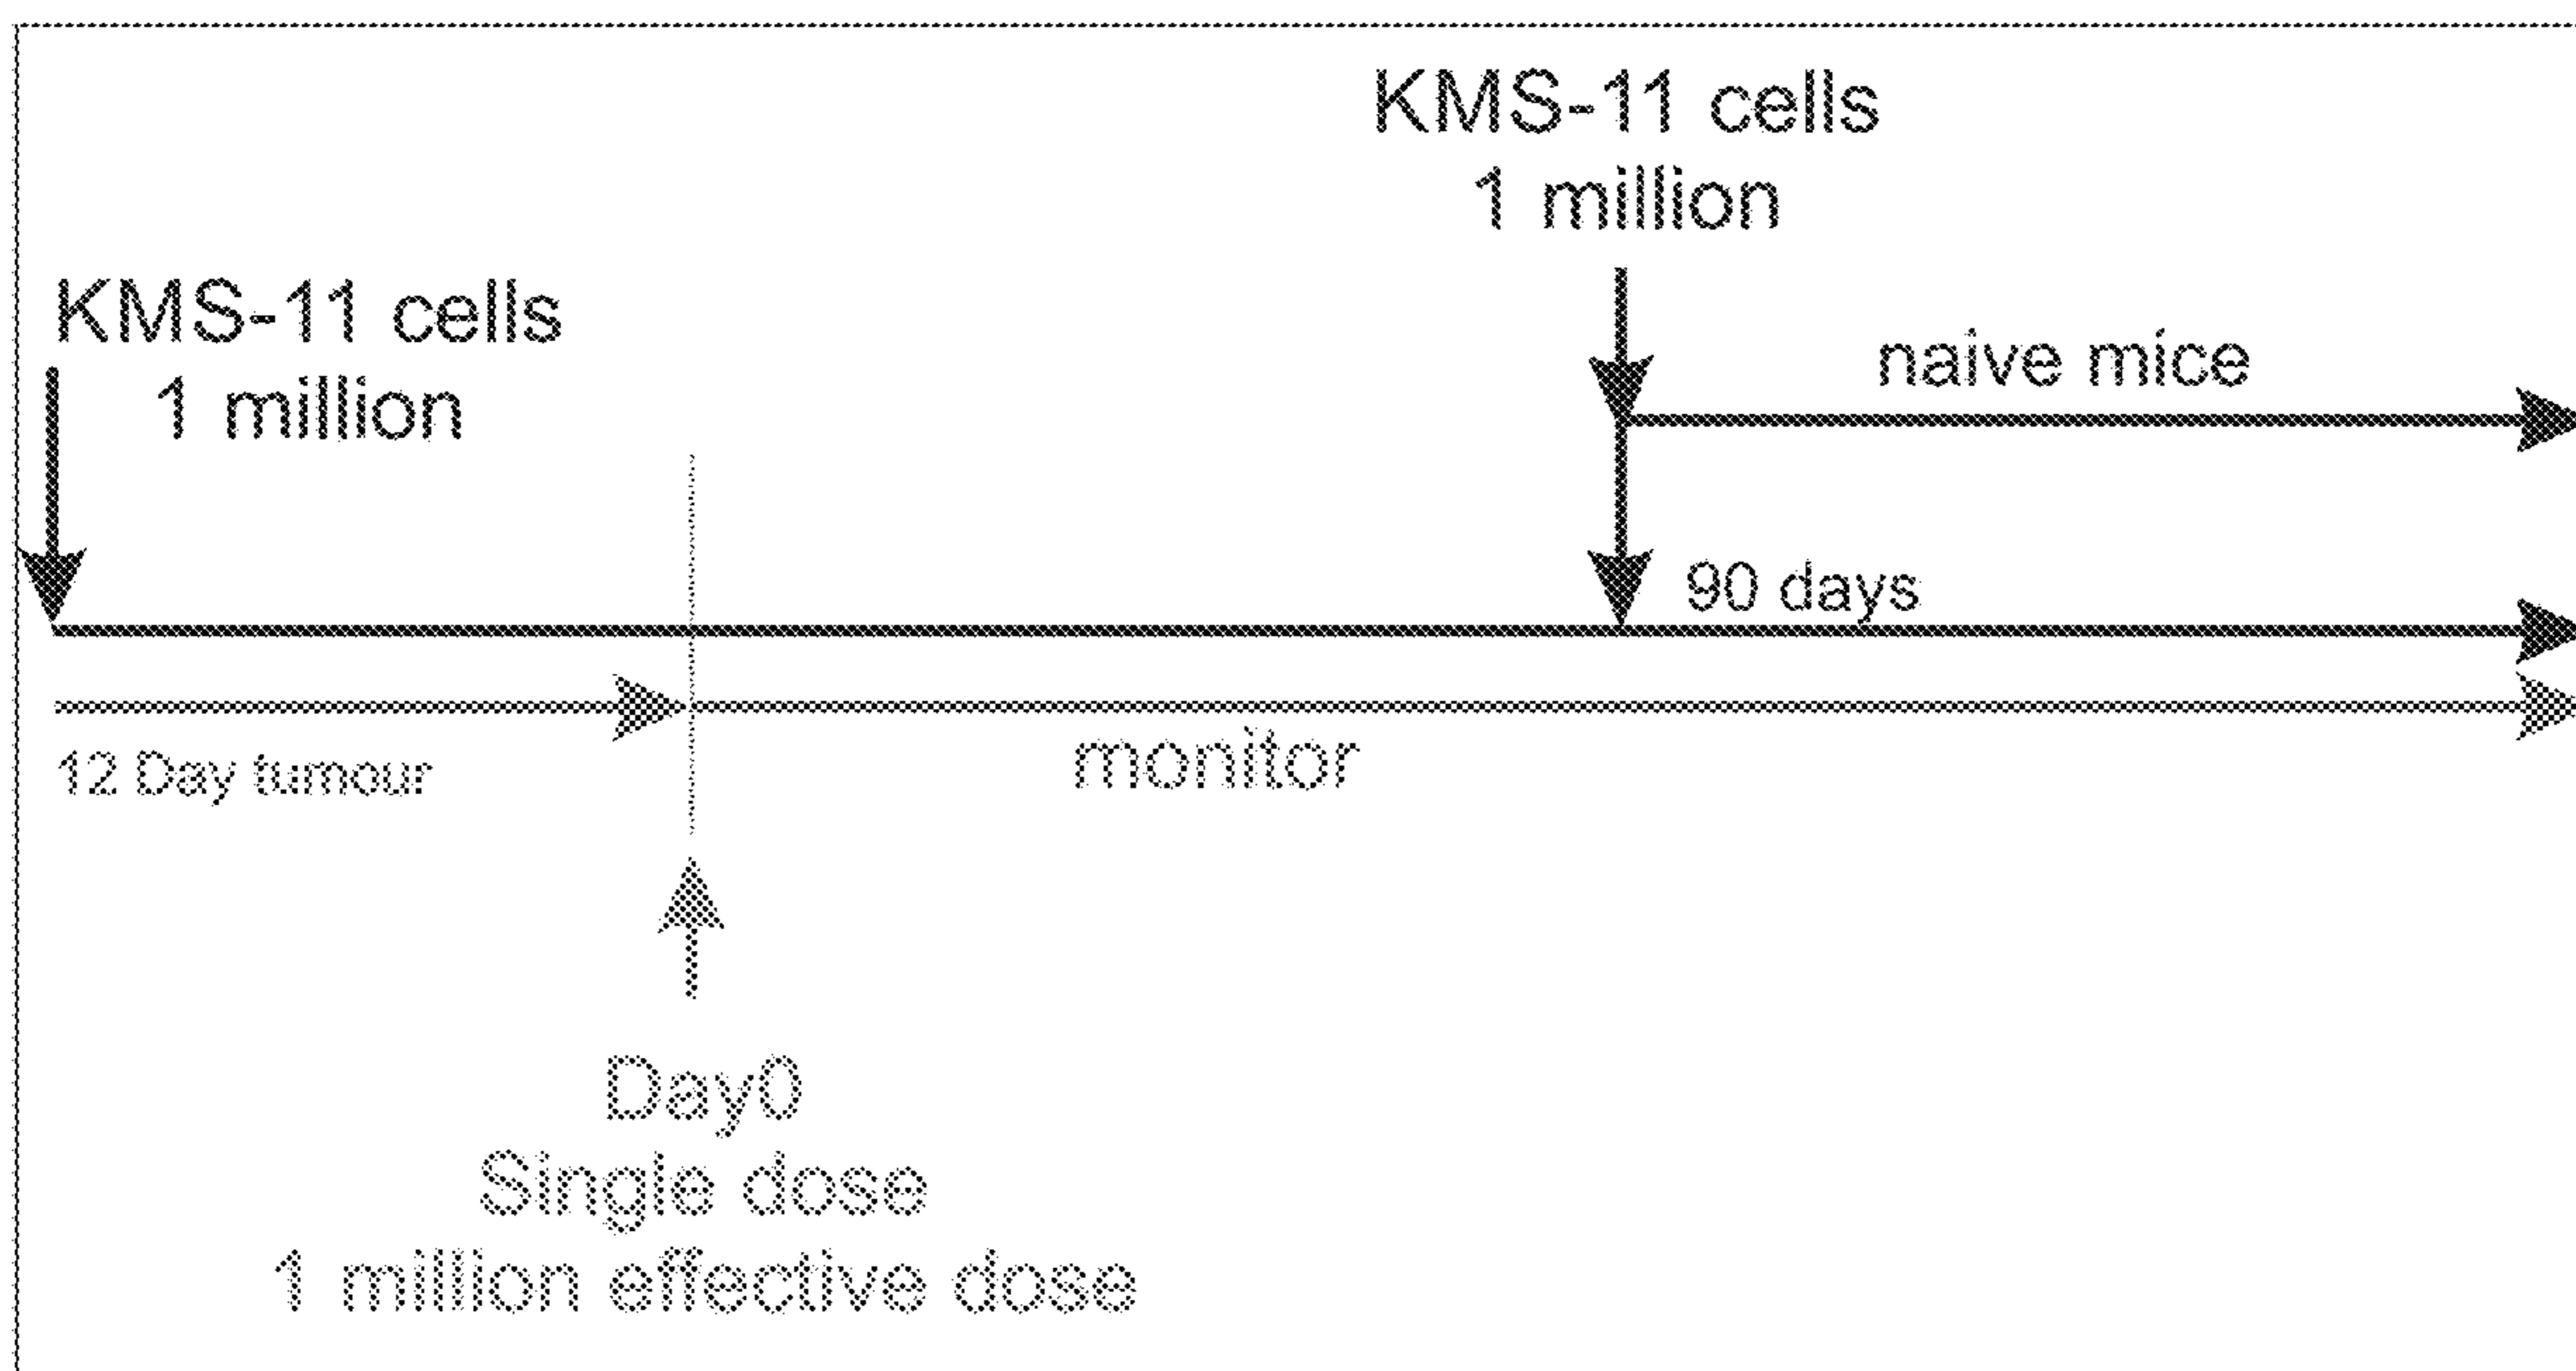 KMS-11 cells
1 million
KMS-11 cells
1 million
naive mice
90 days
12 Day tumour
monitor
Day0
Single dose
1 million effective dose